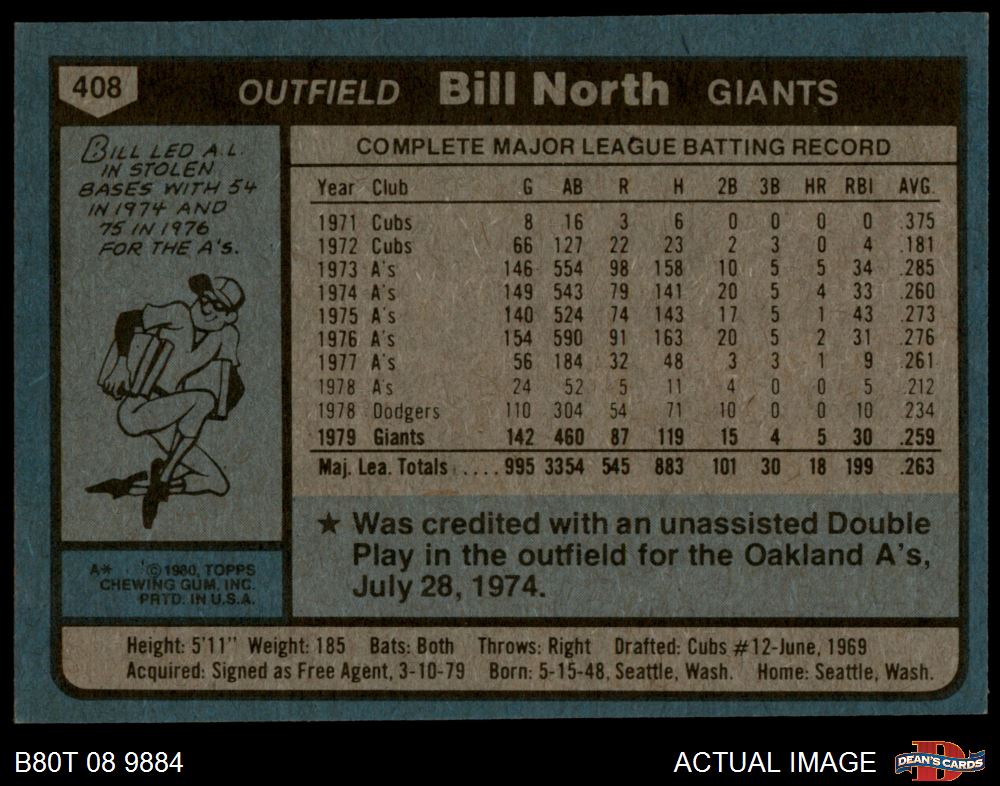 408 OUTFIELD Bill North GIANTS
BILL LED A.L.
IN STOLEN
BASES WITH 54
IN 1974 AND
75 IN 1976
FOR THE A'S.
A* ©1980, TOPPS
CHEWING GUM, INC.
PRTD. IN U.S.A.
COMPLETE MAJOR LEAGUE BATTING RECORD
Year Club G AB R H 2B 3B HR RBI AVG.
1971 Cubs 8 16 3 6 0 0 0 0 .375
1972 Cubs 66 127 22 23 2 3 0 4 .181
1973 A's 146 554 98 158 10 5 5 34 .285
1974 A's 149 543 79 141 20 5 4 33 .260
1975 A's 140 524 74 143 17 5 1 43 .273
1976 A's 154 590 91 163 20 5 2 31 .276
1977 A's 56 184 32 48 3 3 1 9 .261
1978 A's 24 52 5 11 4 0 0 5 .212
1978 Dodgers 110 304 54 71 10 0 0 10 .234
1979 Giants 142 460 87 119 15 4 5 30 .259
Maj. Lea. Totals .... 995 3354 545 883 101 30 18 199 .263
★ Was credited with an unassisted Double
Play in the outfield for the Oakland A's,
July 28, 1974.
Height: 5'11" Weight: 185 Bats: Both Throws: Right Drafted: Cubs #12-June, 1969
Acquired: Signed as Free Agent, 3-10-79 Born: 5-15-48, Seattle, Wash. Home: Seattle, Wash.
B80T 08 9884 ACTUAL IMAGE D DEAN'S CARDS